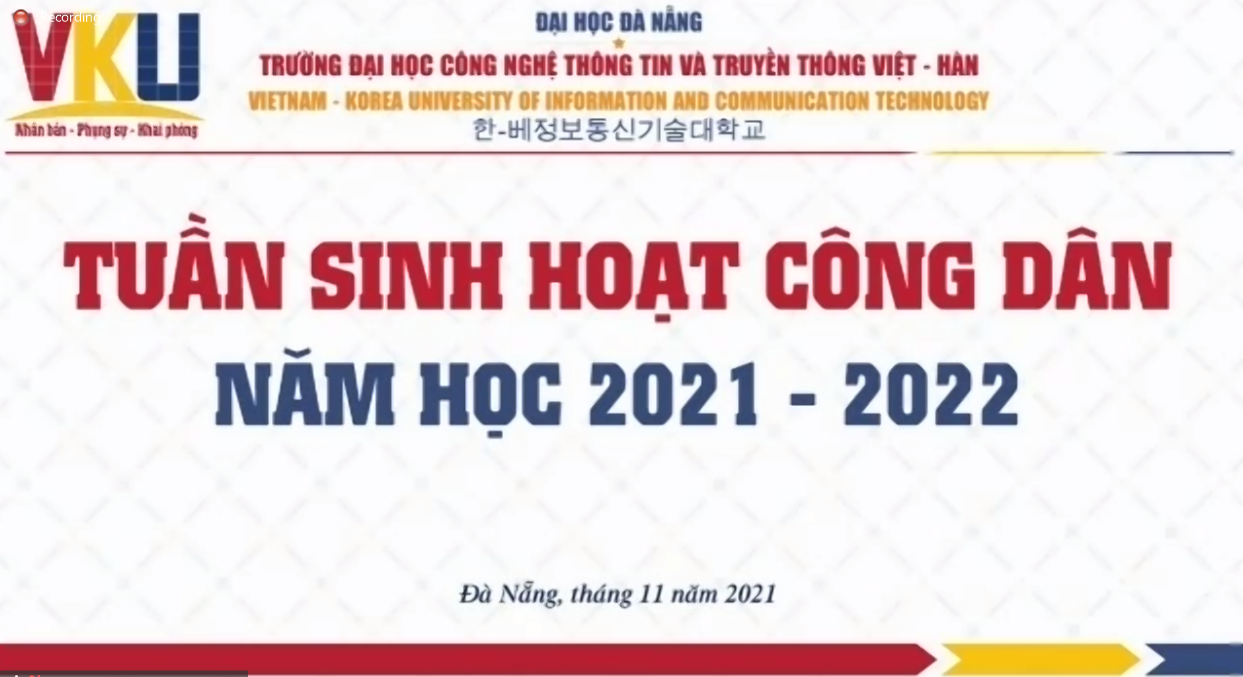 Recording
VKU
Nhân bản - Phụng sự - Khai phóng
ĐẠI HỌC ĐÀ NẴNG
TRƯỜNG ĐẠI HỌC CÔNG NGHỆ THÔNG TIN VÀ TRUYỀN THÔNG VIỆT - HÀN
VIETNAM - KOREA UNIVERSITY OF INFORMATION AND COMMUNICATION TECHNOLOGY
한-베정보통신기술대학교
TUẦN SINH HOẠT CÔNG DÂN
NĂM HỌC 2021 - 2022
Đà Nẵng, tháng 11 năm 2021